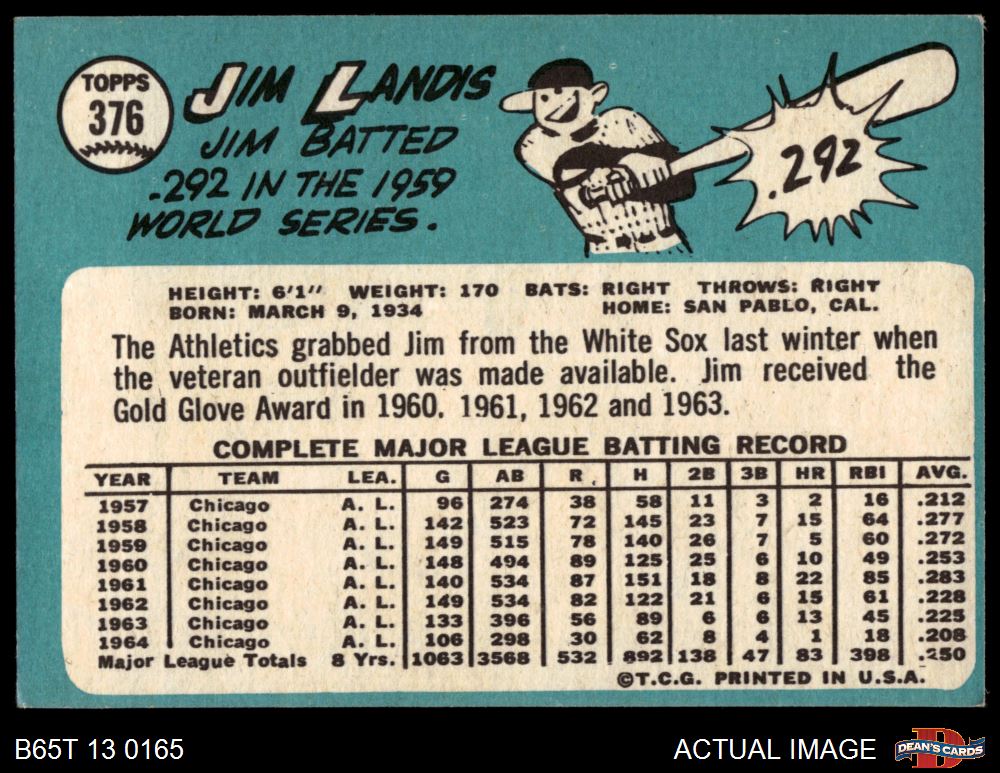 TOPPS
376
JIM LANDIS
JIM BATTED
.292 IN THE 1959
WORLD SERIES.
.292
HEIGHT: 6'1" WEIGHT: 170 BATS: RIGHT THROWS: RIGHT
BORN: MARCH 9, 1934 HOME: SAN PABLO, CAL.
The Athletics grabbed Jim from the White Sox last winter when
the veteran outfielder was made available. Jim received the
Gold Glove Award in 1960. 1961, 1962 and 1963.
COMPLETE MAJOR LEAGUE BATTING RECORD
YEAR TEAM LEA. G AB R H 2B 3B HR RBI AVG.
1957 Chicago A. L. 96 274 38 58 11 3 2 16 .212
1958 Chicago A. L. 142 523 72 145 23 7 15 64 .277
1959 Chicago A. L. 149 515 78 140 26 7 5 60 .272
1960 Chicago A. L. 148 494 89 125 25 6 10 49 .253
1961 Chicago A. L. 140 534 87 151 18 8 22 85 .283
1962 Chicago A. L. 149 534 82 122 21 6 15 61 .228
1963 Chicago A. L. 133 396 56 89 6 6 13 45 .225
1964 Chicago A. L. 106 298 30 62 8 4 1 18 .208
Major League Totals 8 Yrs. 1063 3568 532 892 138 47 83 398 .250
©T.C.G. PRINTED IN U.S.A.
B65T 13 0165
ACTUAL IMAGE
D
DEAN'S CARDS